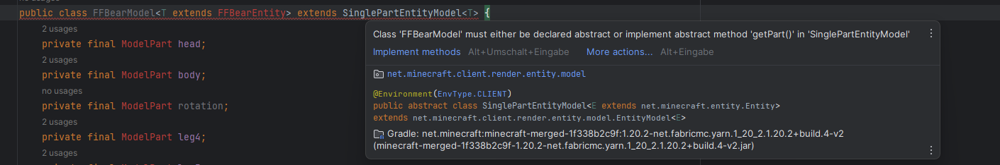 public class FFBearModel<T extends FFBearEntity> extends SinglePartEntityModel<T> {
2 usages
private final ModelPart head;
2 usages
private final ModelPart body;
no usages
private final ModelPart rotation;
2 usages
private final ModelPart leg4;
2 usages
Class 'FFBearModel' must either be declared abstract or implement abstract method 'getPart()' in 'SinglePartEntityModel'
Implement methods Alt+Umschalt+Eingabe More actions... Alt+Eingabe
net.minecraft.client.render.entity.model
@Environment(EnvType.CLIENT)
public abstract class SinglePartEntityModel<E extends net.minecraft.entity.Entity>
extends net.minecraft.client.render.entity.model.EntityModel<E>
Gradle: net.minecraft:minecraft-merged-1f338b2c9f:1.20.2-net.fabricmc.yarn.1_20_2.1.20.2+build.4-v2
(minecraft-merged-1f338b2c9f-1.20.2-net.fabricmc.yarn.1_20_2.1.20.2+build.4-v2.jar)